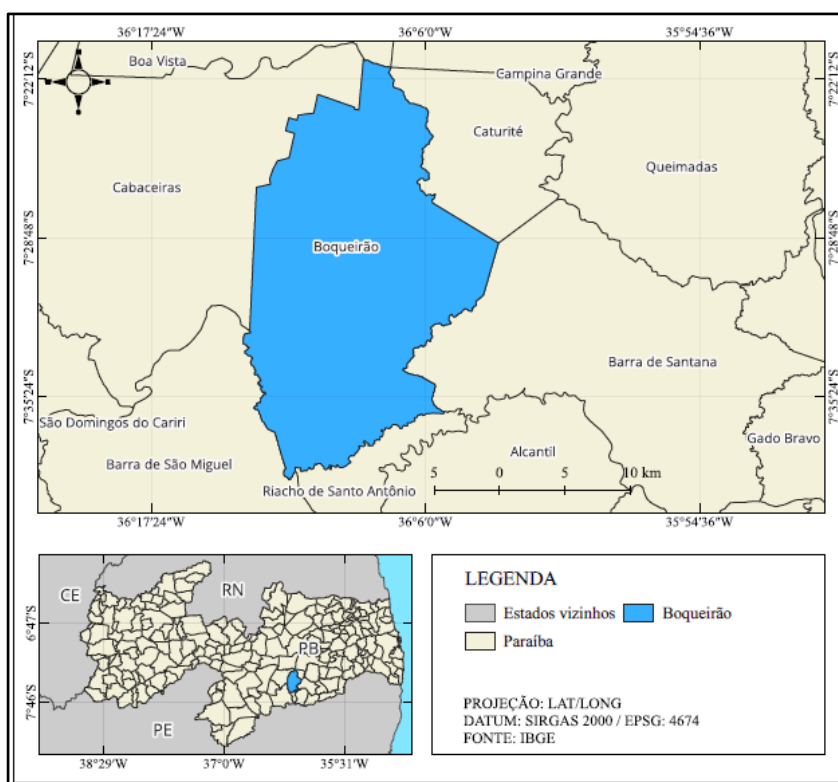 36°17'24"W 36°6'0"W 35°54'36"W
7°22'12"S
7°22'12"S
Boa Vista
Campina Grande
Caturité
Queimadas
Cabaceiras
7°28'48"S
Boqueirão
7°28'48"S
Barra de Santana
7°35'24"S
7°35'24"S
São Domingos do Cariri
Gado Bravo
Alcantil
Barra de São Miguel
Riacho de Santo Antônio
5 0 5 10 km
36°17'24"W 36°6'0"W 35°54'36"W
CE
RN
6°47'S
PB
7°46'S
PE
38°29'W 37°0'W 35°31'W
LEGENDA
Estados vizinhos Boqueirão
Paraíba
PROJEÇÃO: LAT/LONG
DATUM: SIRGAS 2000 / EPSG: 4674
FONTE: IBGE